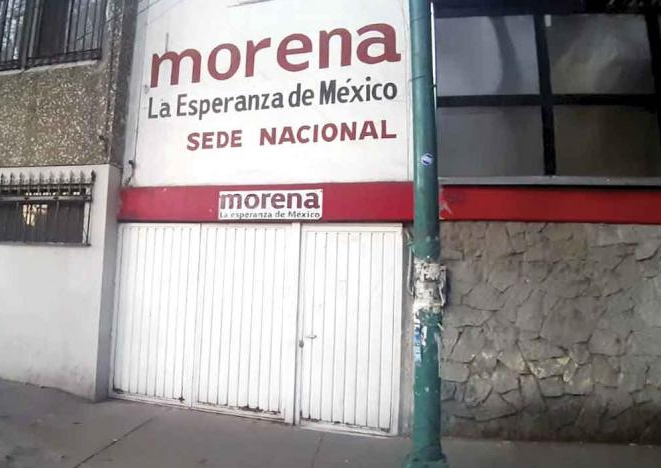 morena
La Esperanza de México
SEDE NACIONAL
morena
La esperanza de México